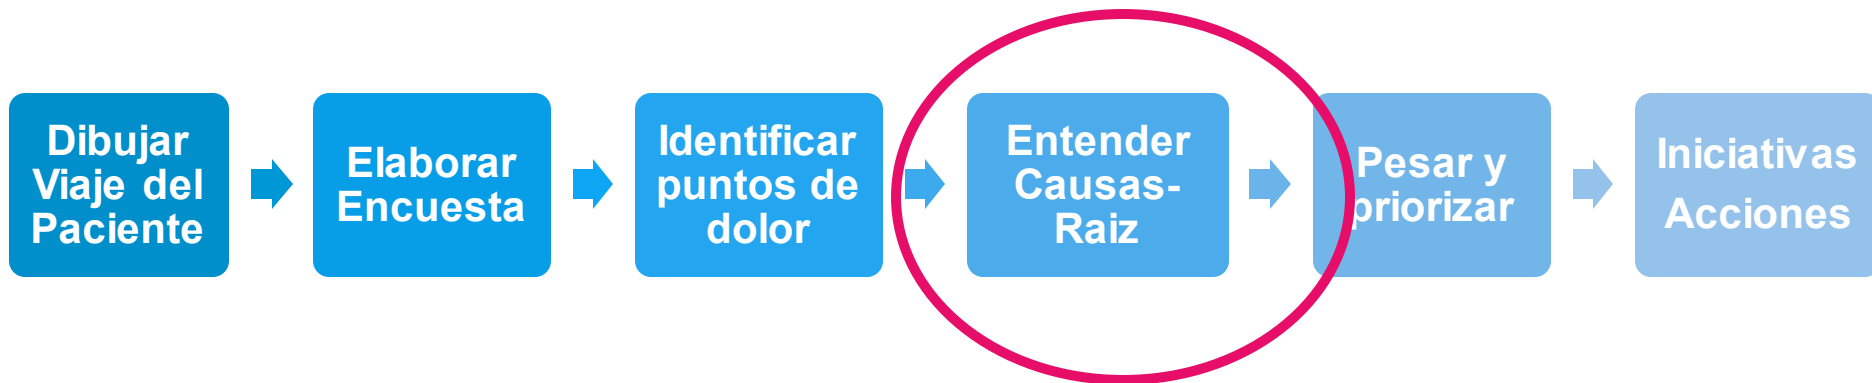 Dibujar
Viaje del
Paciente
Elaborar
Encuesta
Identificar
puntos de
dolor
Entender
Causas-
Raiz
Pesar y
priorizar
Iniciativas
Acciones